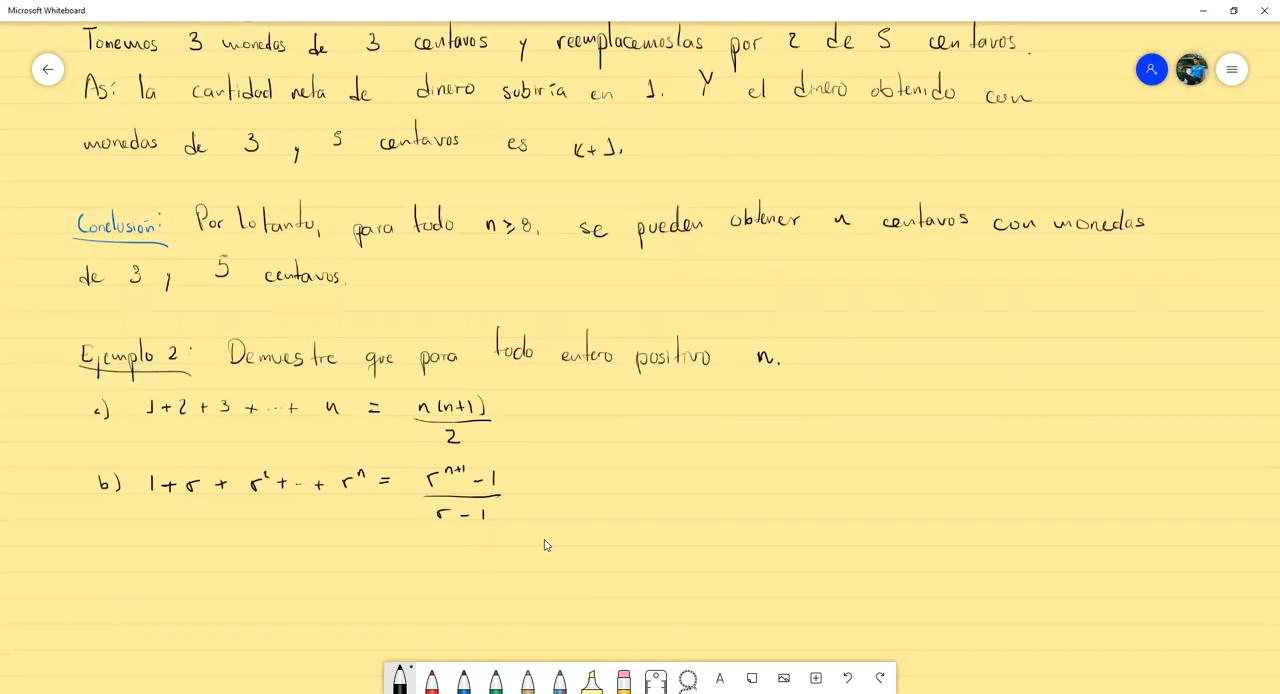 Microsoft Whiteboard
Tomemos 3 monedas de 3 centavos y reemplacemoslas por 2 de 5 centavos.
Así la cantidad neta de dinero subiría en 1. Y el dinero obtenido con
monedas de 3 y 5 centavos es k+1.
Conclusión: Por lo tanto, para todo n ≥ 8, se pueden obtener n centavos con monedas
de 3 y 5 centavos.
Ejemplo 2: Demuestre que para todo entero positivo n.
a) 1+2+3+...+ n = n(n+1)/2
b) 1+r+r²+..+r^n = (r^(n+1) - 1)/(r - 1)
A